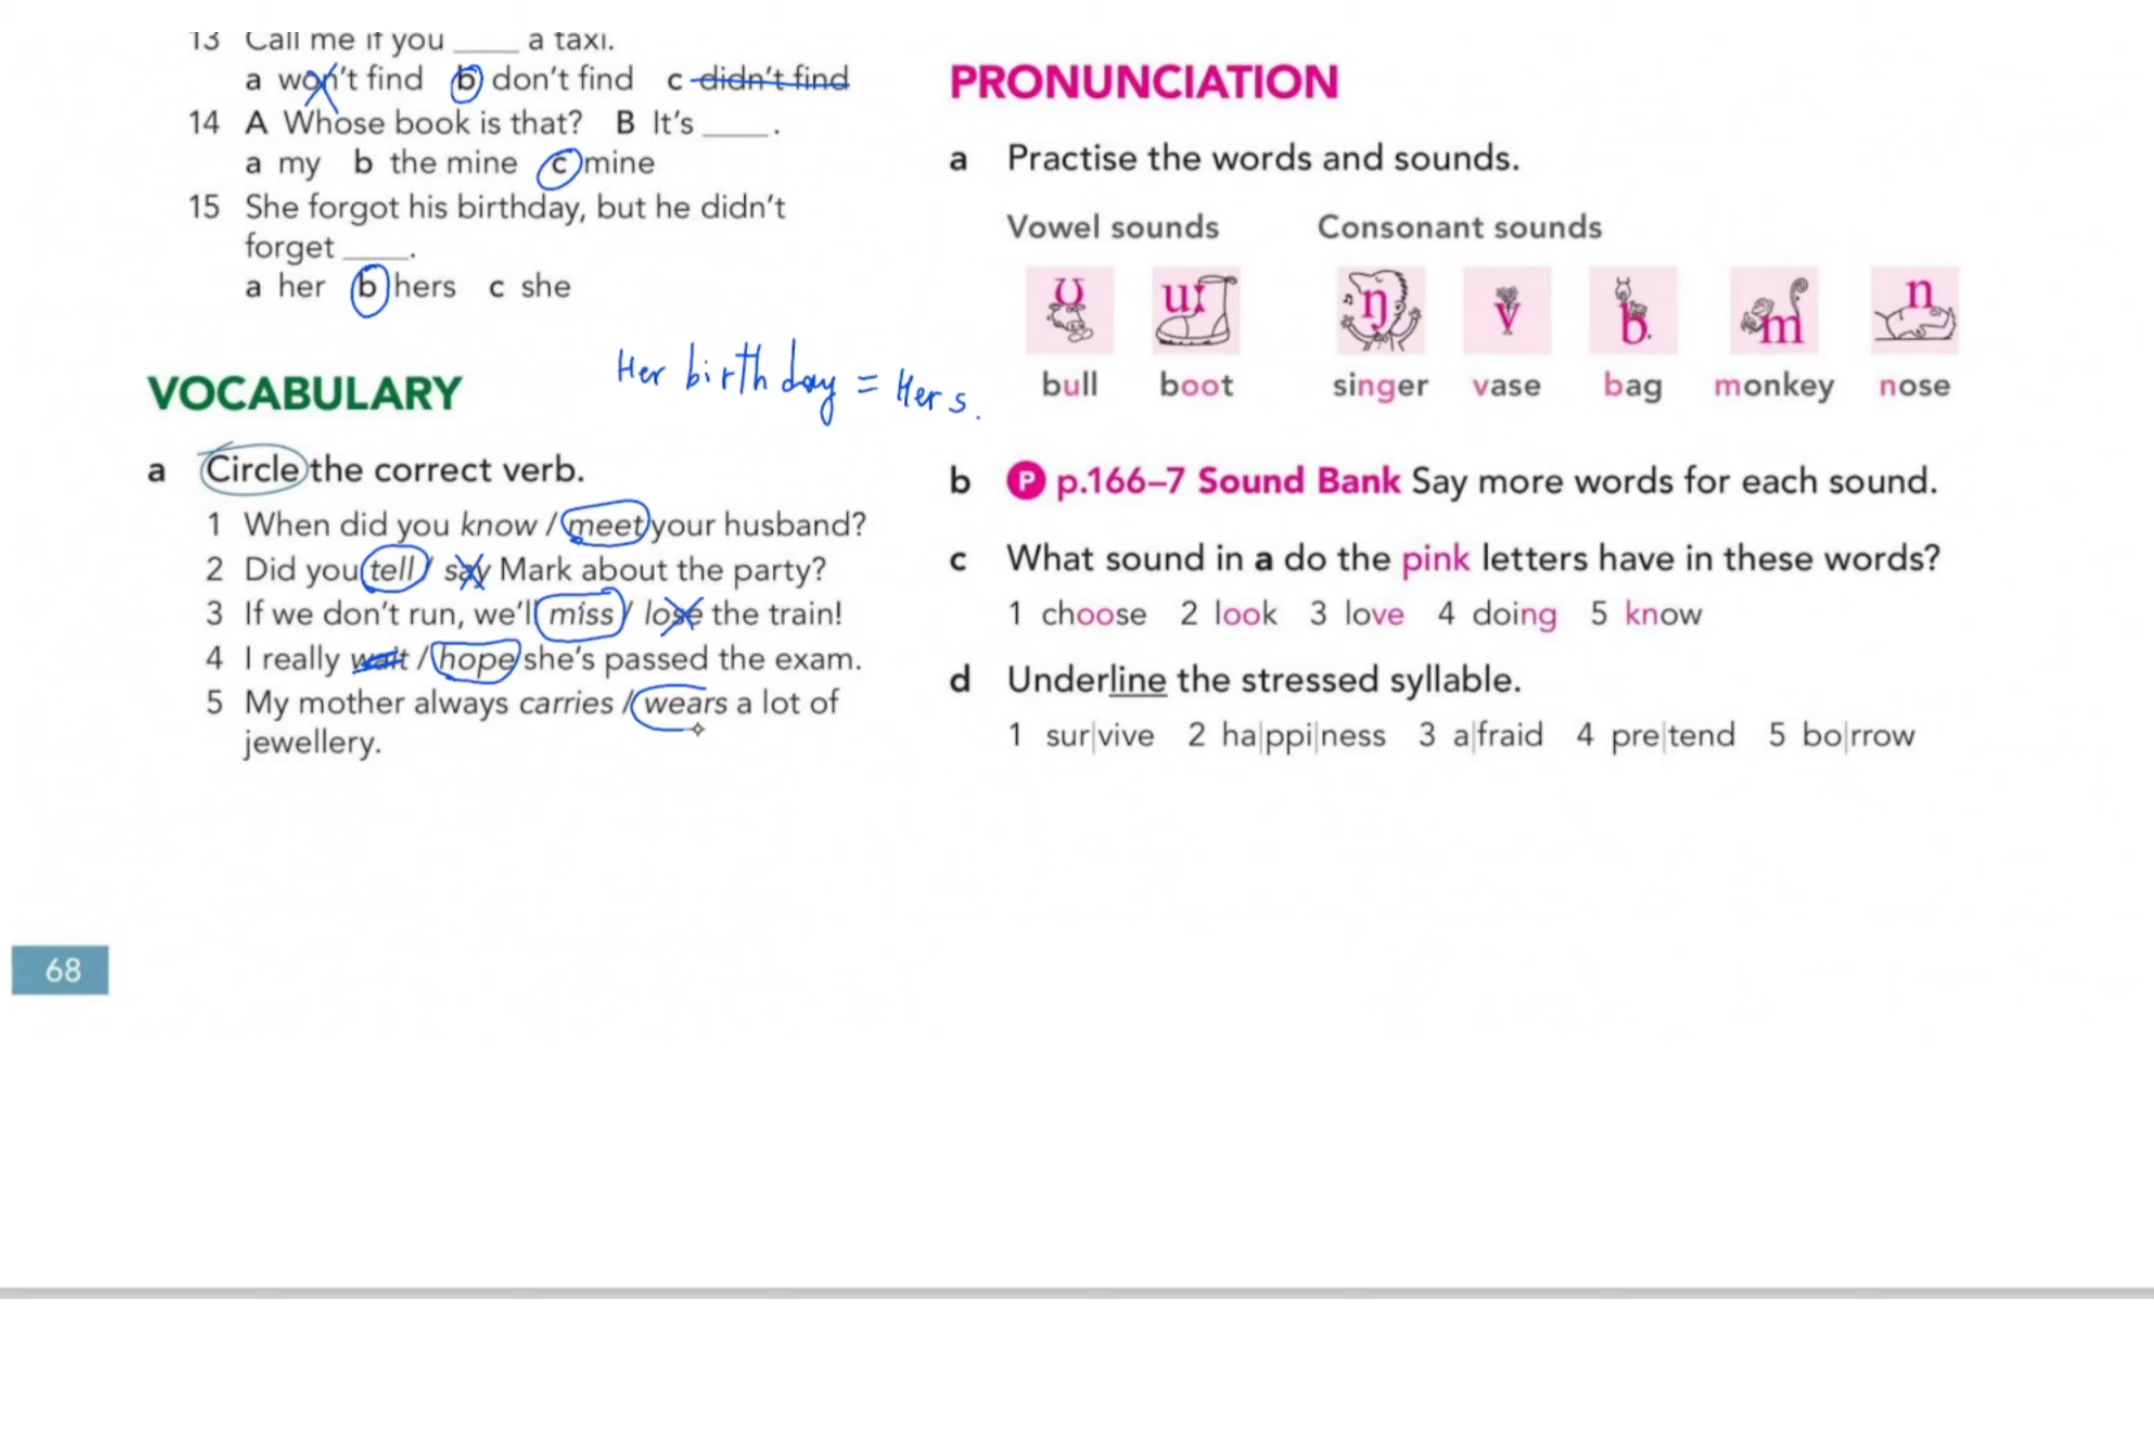 13 Call me if you ____ a taxi.
a won't find b don't find c didn't find
14 A Whose book is that? B It's ____.
a my b the mine c mine
15 She forgot his birthday, but he didn't
forget ____.
a her b hers c she
Her birthday = Hers.
VOCABULARY
a Circle the correct verb.
1 When did you know / meet your husband?
2 Did you tell / say Mark about the party?
3 If we don't run, we'll miss / lose the train!
4 I really wait / hope she's passed the exam.
5 My mother always carries / wears a lot of
jewellery.
68
PRONUNCIATION
a Practise the words and sounds.
Vowel sounds Consonant sounds
ʊ uː ŋ v b m n
bull boot singer vase bag monkey nose
b P p.166–7 Sound Bank Say more words for each sound.
c What sound in a do the pink letters have in these words?
1 choose 2 look 3 love 4 doing 5 know
d Underline the stressed syllable.
1 sur|vive 2 ha|ppi|ness 3 a|fraid 4 pre|tend 5 bo|rrow